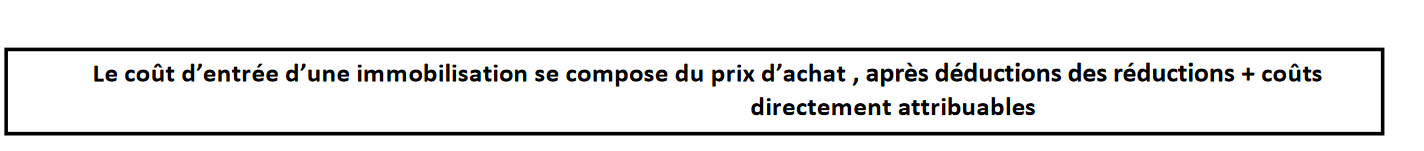 Le coût d’entrée d’une immobilisation se compose du prix d’achat , après déductions des réductions + coûts
directement attribuables